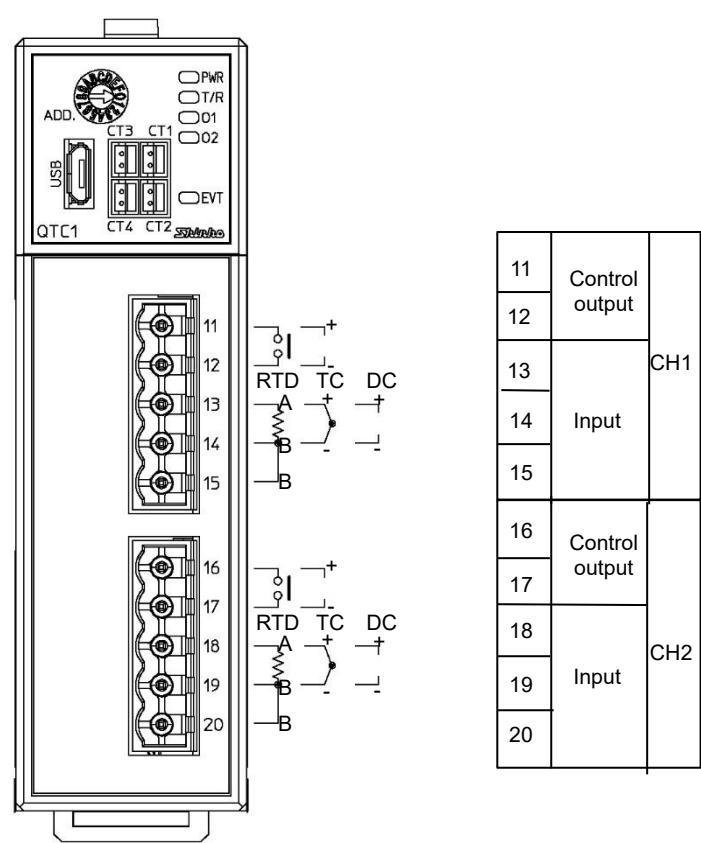 PWR
T/R
ADD.
O1
CT3 CT1
O2
USB
EVT
CT4 CT2
QTC1
Shinko
11
+
12
-
RTD TC DC
13
A + +
14
B - -
15
B
16
+
17
-
RTD TC DC
18
A + +
19
B - -
20
B
11
Control
output
12
13
CH1
14
Input
15
16
Control
output
17
18
CH2
19
Input
20